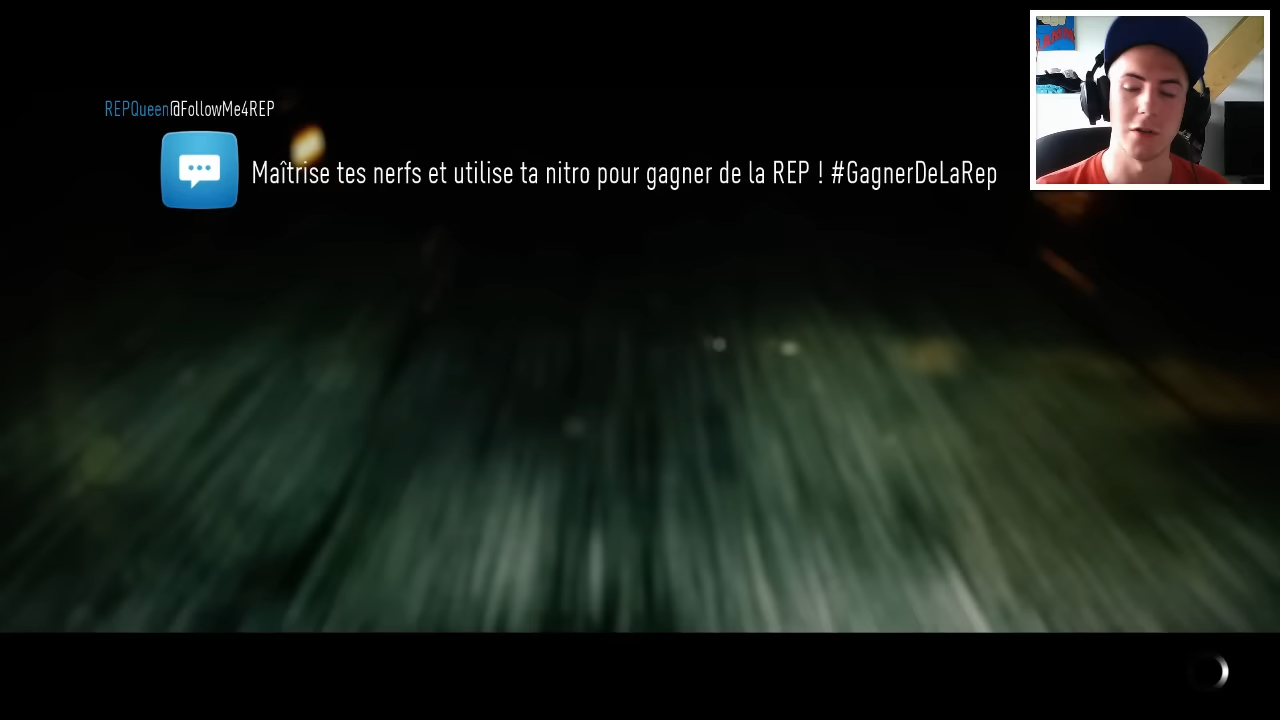 REPQueen@FollowMe4REP
Maîtrise tes nerfs et utilise ta nitro pour gagner de la REP ! #GagnerDeLaRep